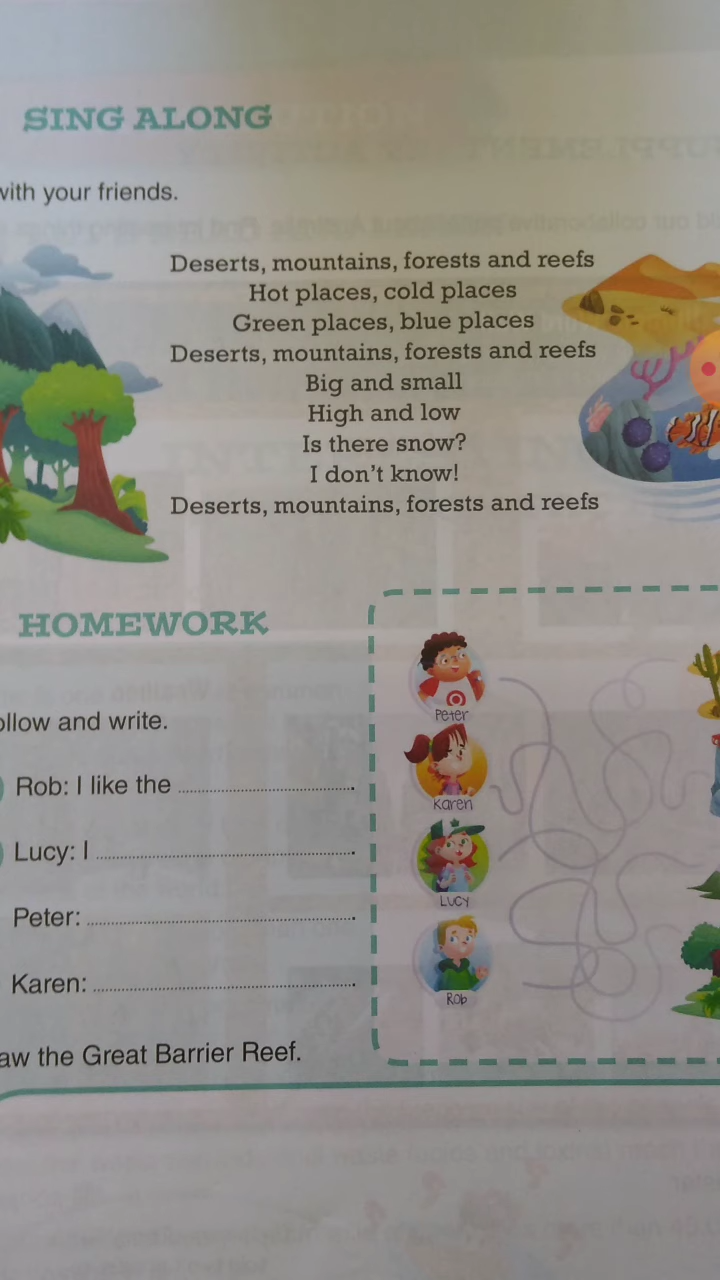 SING ALONG
with your friends.
Deserts, mountains, forests and reefs
Hot places, cold places
Green places, blue places
Deserts, mountains, forests and reefs
Big and small
High and low
Is there snow?
I don't know!
Deserts, mountains, forests and reefs
HOMEWORK
ollow and write.
Rob: I like the
Lucy: I
Peter:
Karen:
aw the Great Barrier Reef.
Peter
Karen
Lucy
Rob